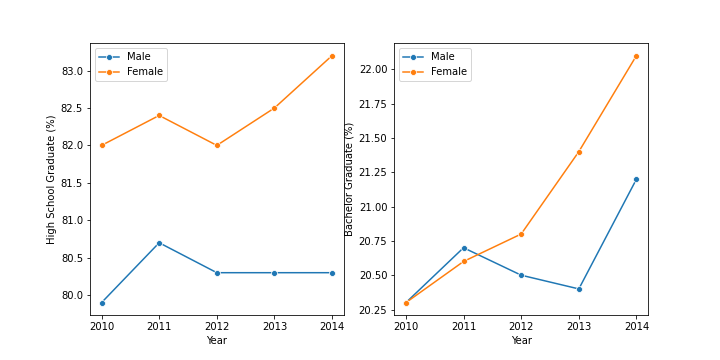 High School Graduate (%)
83.0
82.5
82.0
81.5
81.0
80.5
80.0
Male
Female
2010 2011 2012 2013 2014
Year
Bachelor Graduate (%)
22.00
21.75
21.50
21.25
21.00
20.75
20.50
20.25
Male
Female
2010 2011 2012 2013 2014
Year